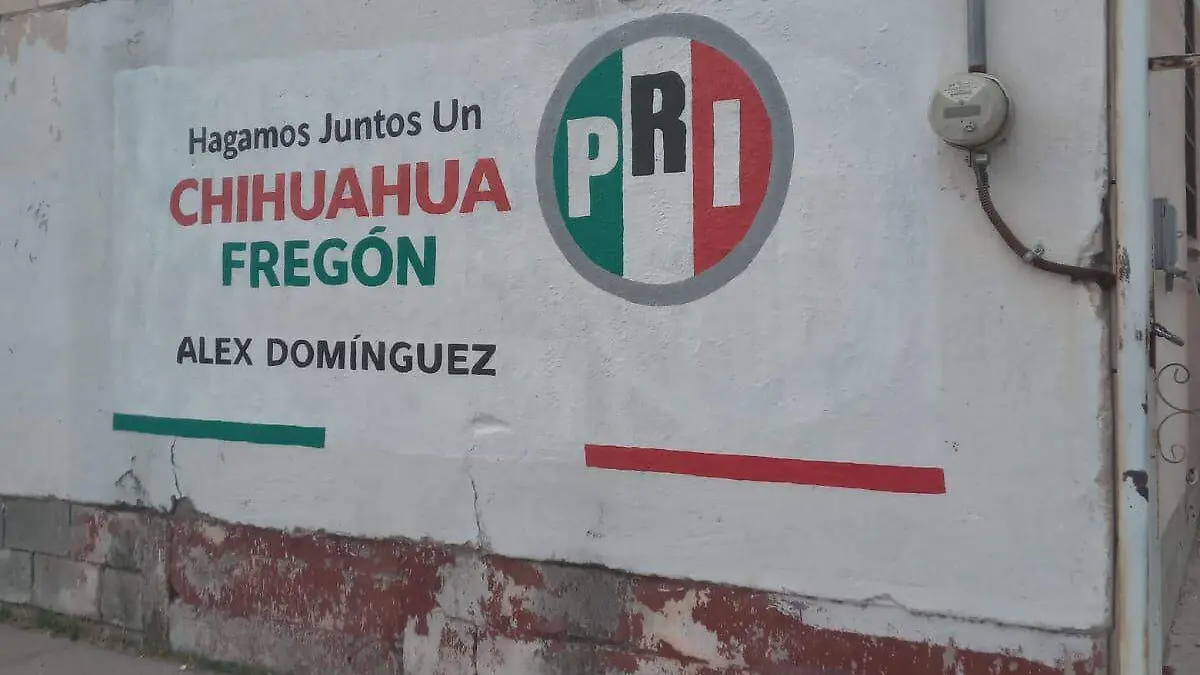 Hagamos Juntos Un
CHIHUAHUA
FREGÓN
ALEX DOMÍNGUEZ
PRI